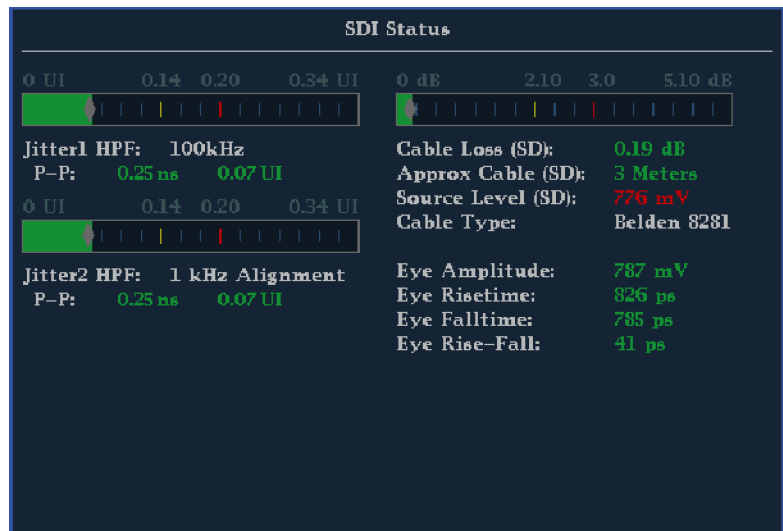 SDI Status
0 UI 0.14 0.20 0.34 UI
Jitter1 HPF: 100kHz
P-P: 0.25 ns 0.07 UI
0 UI 0.14 0.20 0.34 UI
Jitter2 HPF: 1 kHz Alignment
P-P: 0.25 ns 0.07 UI
0 dB 2.10 3.0 5.10 dB
Cable Loss (SD): 0.19 dB
Approx Cable (SD): 3 Meters
Source Level (SD): 776 mV
Cable Type: Belden 8281
Eye Amplitude: 787 mV
Eye Risetime: 826 ps
Eye Falltime: 785 ps
Eye Rise-Fall: 41 ps